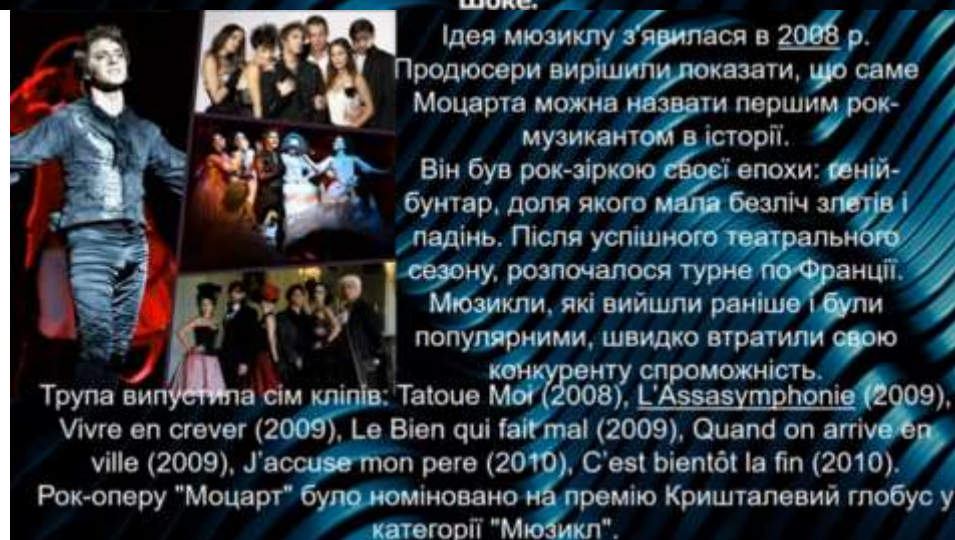 Шоке.
Ідея мюзиклу з'явилася в 2008 р.
Продюсери вирішили показати, що саме
Моцарта можна назвати першим рок-
музикантом в історії.
Він був рок-зіркою своєї епохи: геній-
бунтар, доля якого мала безліч злетів і
падінь. Після успішного театрального
сезону, розпочалося турне по Франції.
Мюзикли, які вийшли раніше і були
популярними, швидко втратили свою
конкуренту спроможність.
Трупа випустила сім кліпів: Tatoue Moi (2008), L'Assasymphonie (2009),
Vivre en crever (2009), Le Bien qui fait mal (2009), Quand on arrive en
ville (2009), J'accuse mon pere (2010), C'est bientôt la fin (2010).
Рок-оперу "Моцарт" було номіновано на премію Кришталевий глобус у
категорії "Мюзикл".